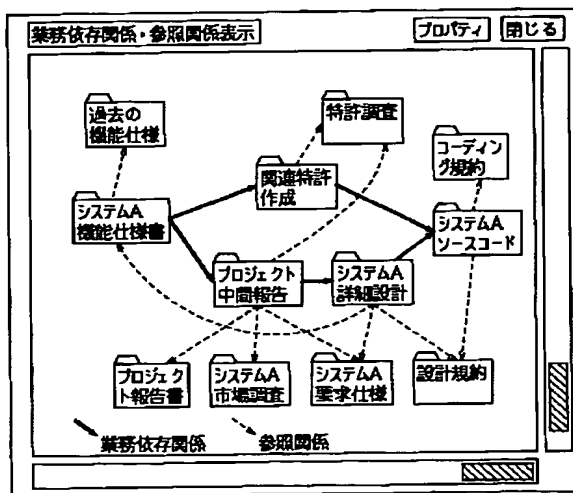 業務依存関係・参照関係表示
プロパティ
閉じる
過去の
機能仕様
特許調査
コーディン
グ規約
関連特許
作成
システムA
機能仕様書
システムA
ソースコード
プロジェクト
中間報告
システムA
詳細設計
プロジェク
ト報告書
システムA
市場調査
システムA
要求仕様
設計規約
業務依存関係
参照関係